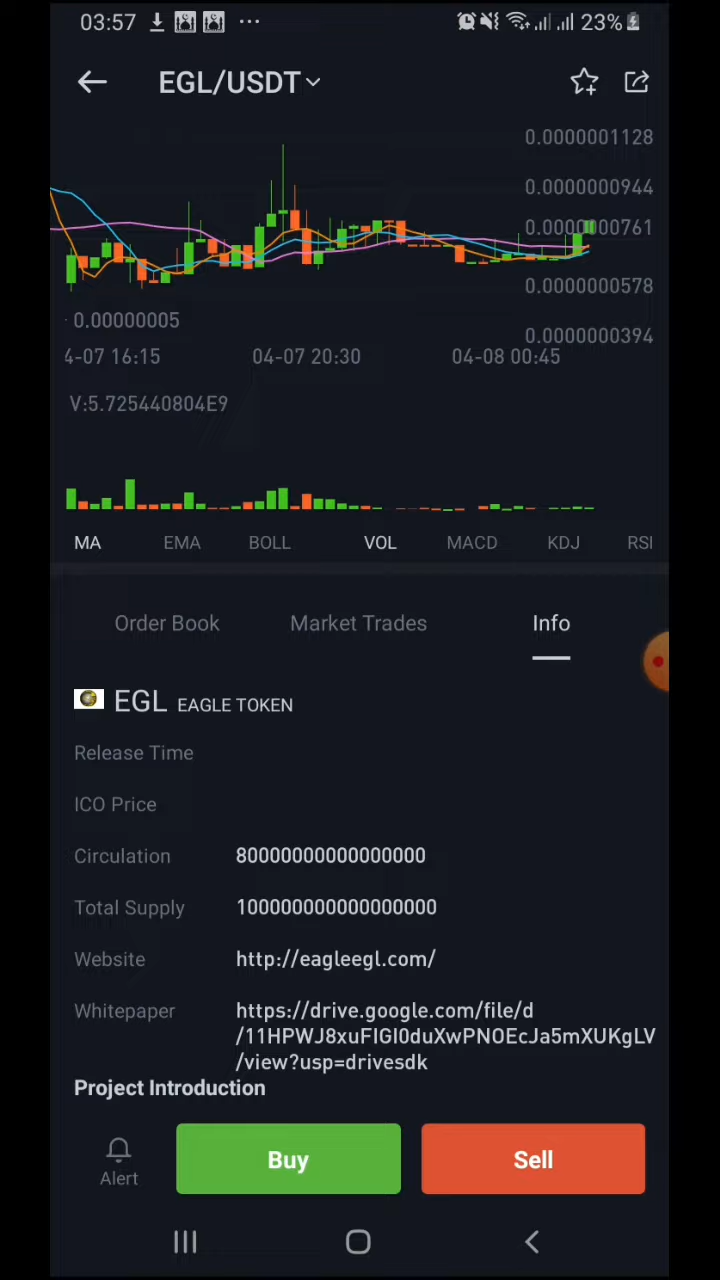 03:57 23%
EGL/USDT
0.0000001128
0.0000000944
0.0000000761
0.0000000578
0.00000005
0.0000000394
4-07 16:15 04-07 20:30 04-08 00:45
V:5.725440804E9
MA EMA BOLL VOL MACD KDJ RSI
Order Book Market Trades Info
EGL EAGLE TOKEN
Release Time
ICO Price
Circulation 80000000000000000
Total Supply 100000000000000000
Website http://eagleegl.com/
Whitepaper https://drive.google.com/file/d
/11HPWJ8xuFIGI0duXwPNOEcJa5mXUKgLV
/view?usp=drivesdk
Project Introduction
Alert Buy Sell